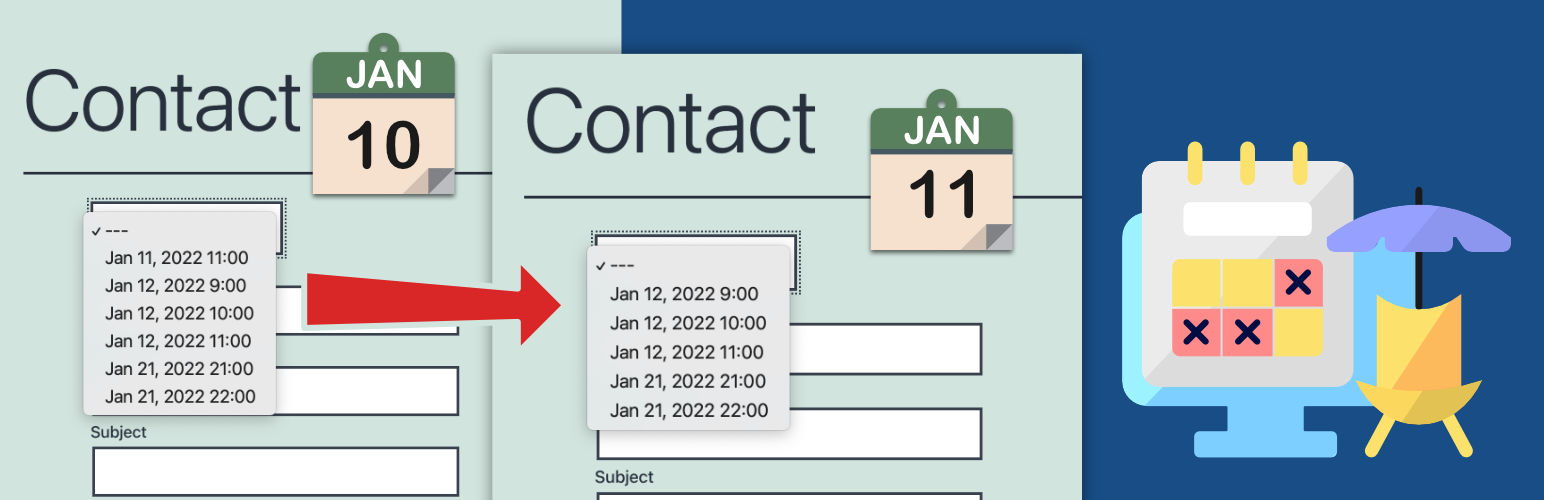 Contact
JAN
10
✓ ---
Jan 11, 2022 11:00
Jan 12, 2022 9:00
Jan 12, 2022 10:00
Jan 12, 2022 11:00
Jan 21, 2022 21:00
Jan 21, 2022 22:00
Subject
Contact
JAN
11
✓ ---
Jan 12, 2022 9:00
Jan 12, 2022 10:00
Jan 12, 2022 11:00
Jan 21, 2022 21:00
Jan 21, 2022 22:00
Subject